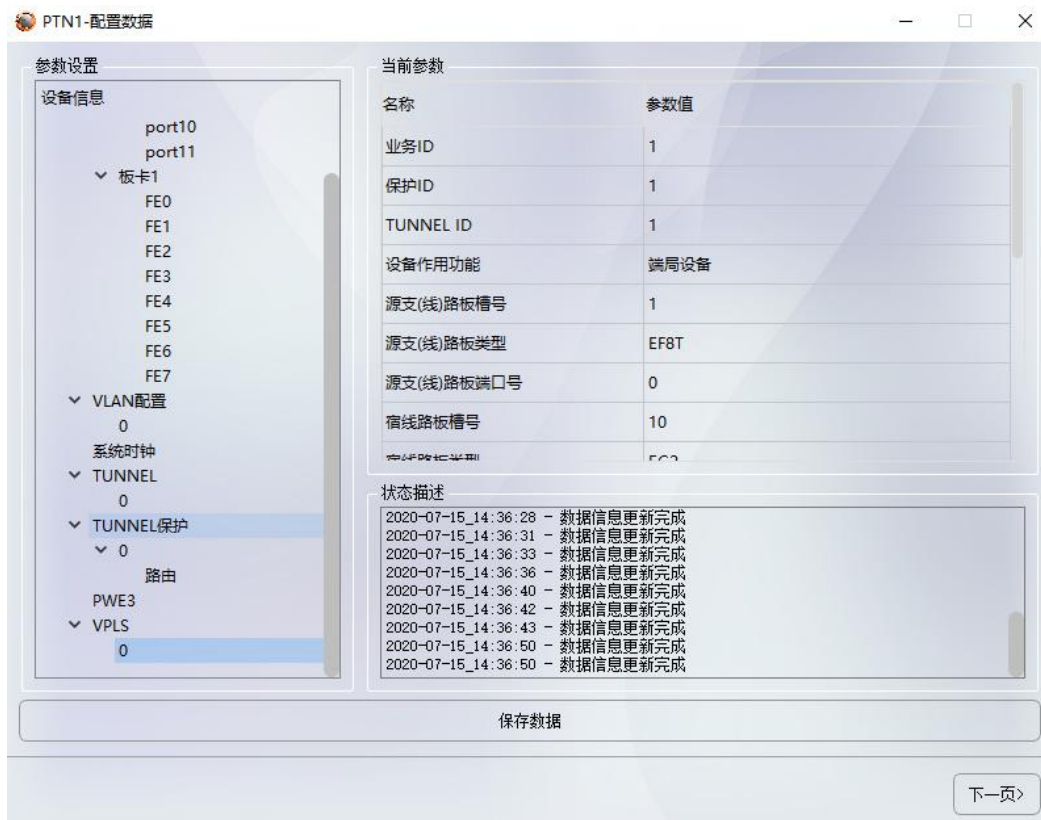 PTN1-配置数据
参数设置
设备信息
port10
port11
板卡1
FE0
FE1
FE2
FE3
FE4
FE5
FE6
FE7
VLAN配置
0
系统时钟
TUNNEL
0
TUNNEL保护
0
路由
PWE3
VPLS
0
当前参数
名称 参数值
业务ID 1
保护ID 1
TUNNEL ID 1
设备作用功能 端局设备
源支(线)路板槽号 1
源支(线)路板类型 EF8T
源支(线)路板端口号 0
宿线路板槽号 10
宿线路板类型
状态描述
2020-07-15_14:36:28 - 数据信息更新完成
2020-07-15_14:36:31 - 数据信息更新完成
2020-07-15_14:36:33 - 数据信息更新完成
2020-07-15_14:36:36 - 数据信息更新完成
2020-07-15_14:36:40 - 数据信息更新完成
2020-07-15_14:36:42 - 数据信息更新完成
2020-07-15_14:36:43 - 数据信息更新完成
2020-07-15_14:36:50 - 数据信息更新完成
2020-07-15_14:36:50 - 数据信息更新完成
保存数据
下一页>